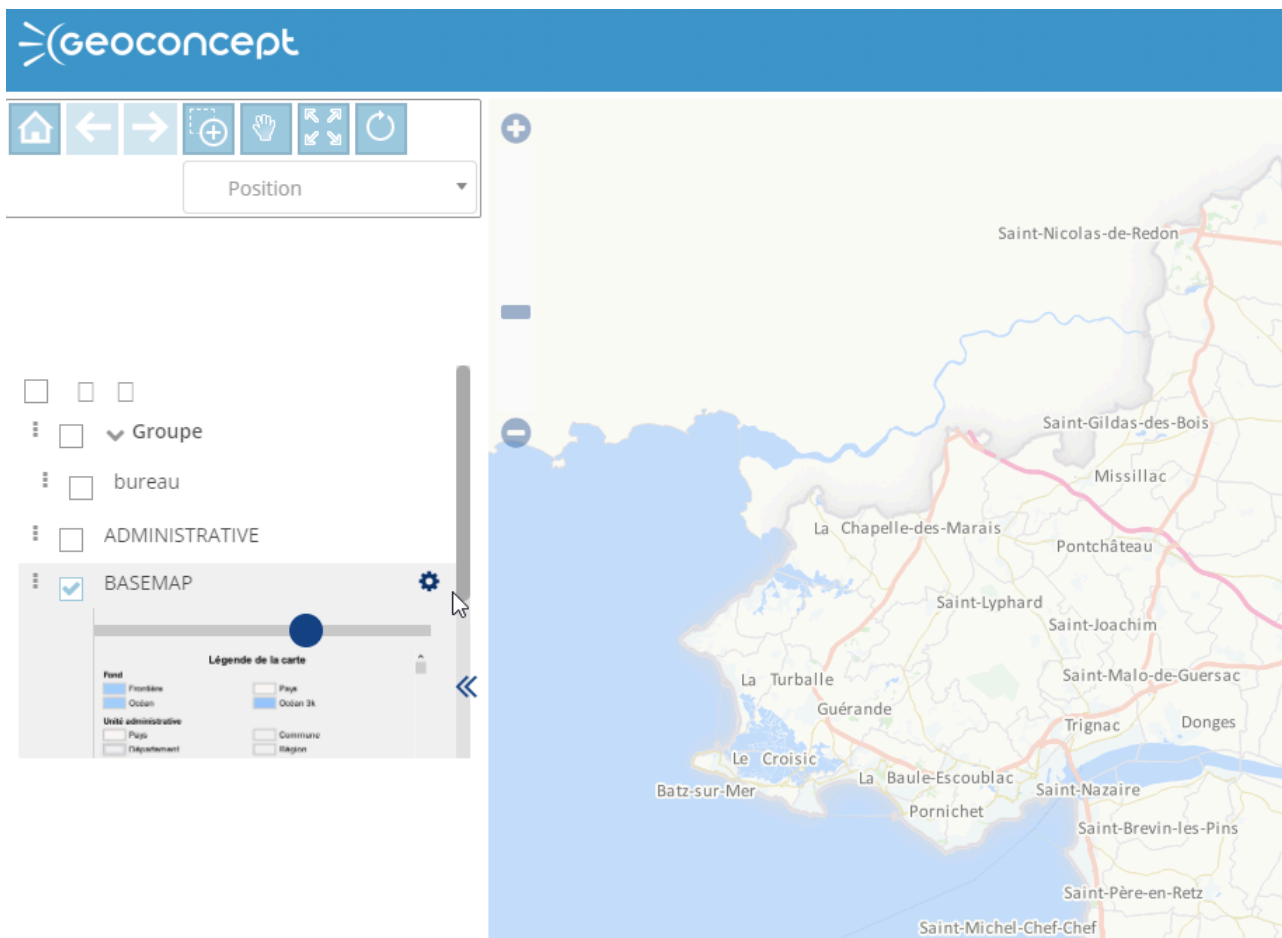 Geoconcept
Position
Groupe
bureau
ADMINISTRATIVE
BASEMAP
Légende de la carte
Fond
Frontière
Pays
Océan
Océan 3k
Unité administrative
Pays
Commune
Département
Région
Saint-Nicolas-de-Redon
Saint-Gildas-des-Bois
Missillac
La Chapelle-des-Marais
Pontchâteau
Saint-Lyphard
Saint-Joachim
La Turballe
Saint-Malo-de-Guersac
Guérande
Trignac
Donges
Le Croisic
La Baule-Escoublac
Batz-sur-Mer
Saint-Nazaire
Pornichet
Saint-Brevin-les-Pins
Saint-Père-en-Retz
Saint-Michel-Chef-Chef